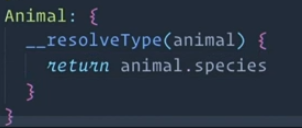 Animal: {
__resolveType(animal) {
return animal.species
}
}